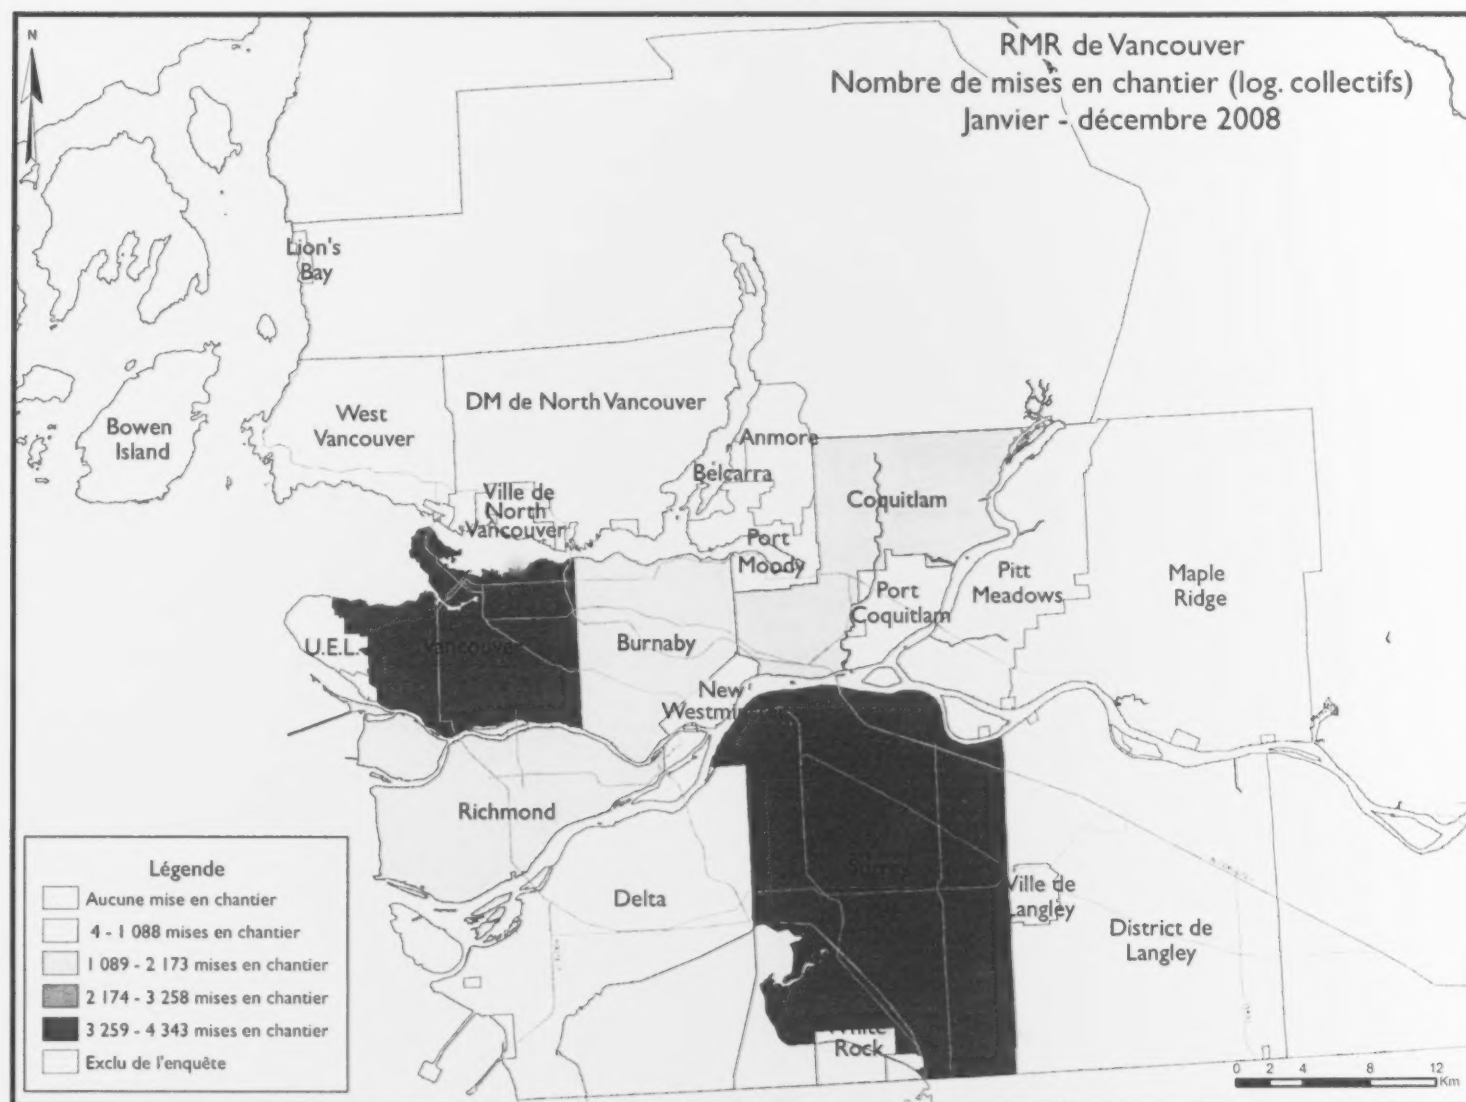 N
RMR de Vancouver
Nombre de mises en chantier (log. collectifs)
Janvier - décembre 2008
Lion's
Bay
Bowen
Island
West
Vancouver
DM de North Vancouver
Anmore
Belcarra
Ville de
North
Vancouver
Coquitlam
Port
Moody
Port
Coquitlam
Pitt
Meadows
Maple
Ridge
U.E.L.
Vancouver
Burnaby
New
Westminster
Richmond
Surrey
Delta
Ville de
Langley
District de
Langley
White
Rock
Légende
Aucune mise en chantier
4 - 1 088 mises en chantier
1 089 - 2 173 mises en chantier
2 174 - 3 258 mises en chantier
3 259 - 4 343 mises en chantier
Exclu de l'enquête
0 2 4 8 12
Km